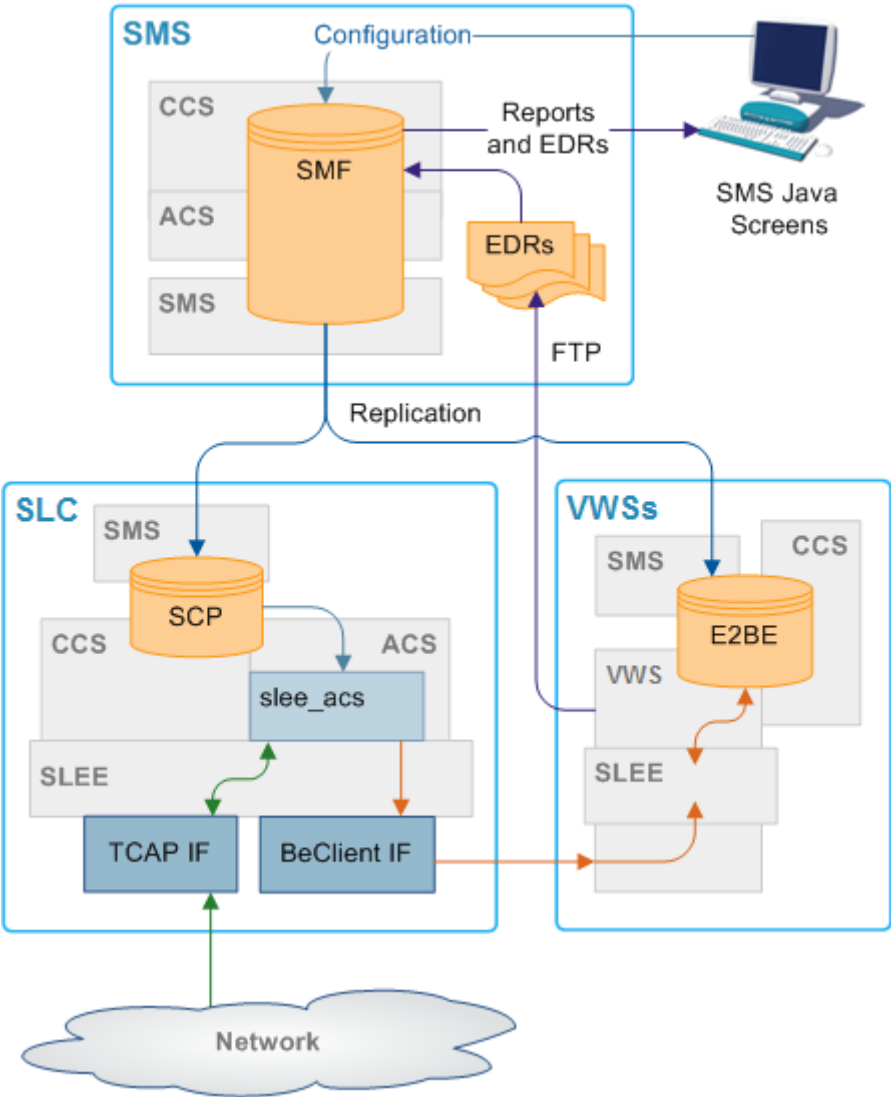 SMS
Configuration
CCS
SMF
Reports
and EDRs
SMS Java
Screens
ACS
EDRs
SMS
FTP
Replication
SLC
SMS
SCP
CCS
ACS
slee_acs
SLEE
TCAP IF
BeClient IF
VWSs
SMS
CCS
E2BE
VWS
SLEE
Network